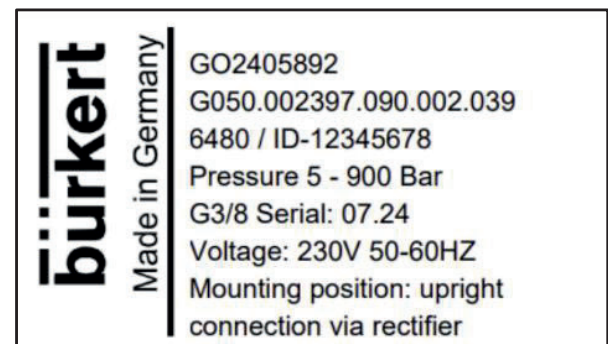 bürkert
Made in Germany
GO2405892
G050.002397.090.002.039
6480 / ID-12345678
Pressure 5 - 900 Bar
G3/8 Serial: 07.24
Voltage: 230V 50-60HZ
Mounting position: upright
connection via rectifier